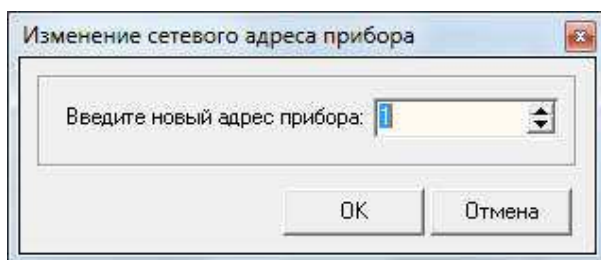 Изменение сетевого адреса прибора
Введите новый адрес прибора: 1
OK Отмена